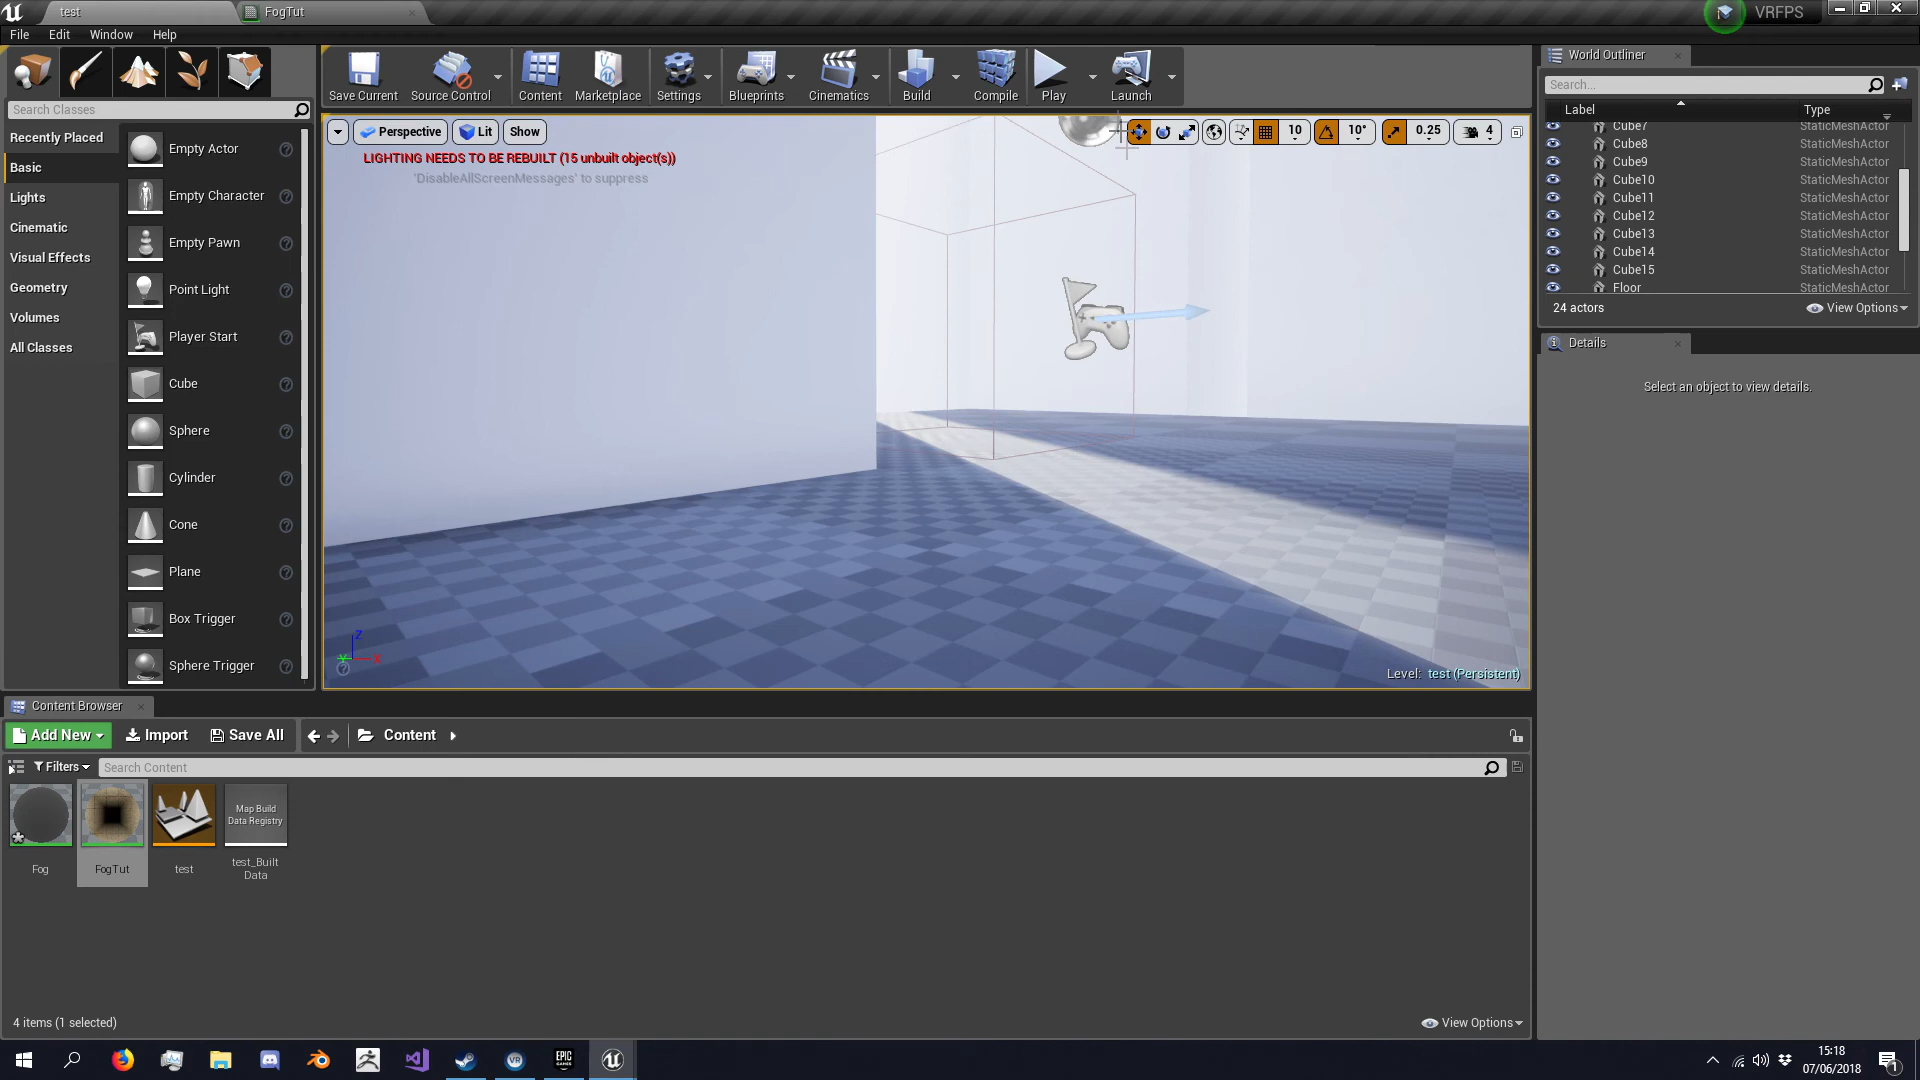 test
FogTut
VRFPS
File Edit Window Help
Save Current
Source Control
Content
Marketplace
Settings
Blueprints
Cinematics
Build
Compile
Play
Launch
Search Classes
Recently Placed
Basic
Lights
Cinematic
Visual Effects
Geometry
Volumes
All Classes
Empty Actor
Empty Character
Empty Pawn
Point Light
Player Start
Cube
Sphere
Cylinder
Cone
Plane
Box Trigger
Sphere Trigger
Perspective
Lit
Show
10
10°
0.25
4
LIGHTING NEEDS TO BE REBUILT (15 unbuilt object(s))
'DisableAllScreenMessages' to suppress
Z
Y
X
Level: test (Persistent)
World Outliner
Search...
Label Type
Cube7 StaticMeshActor
Cube8 StaticMeshActor
Cube9 StaticMeshActor
Cube10 StaticMeshActor
Cube11 StaticMeshActor
Cube12 StaticMeshActor
Cube13 StaticMeshActor
Cube14 StaticMeshActor
Cube15 StaticMeshActor
Floor StaticMeshActor
24 actors
View Options
Details
Select an object to view details.
Content Browser
Add New
Import
Save All
Content
Filters
Search Content
Map Build
Data Registry
Fog
FogTut
test
test_Built
Data
4 items (1 selected)
View Options
VR
EPIC
GAMES
15:18
07/06/2018
1